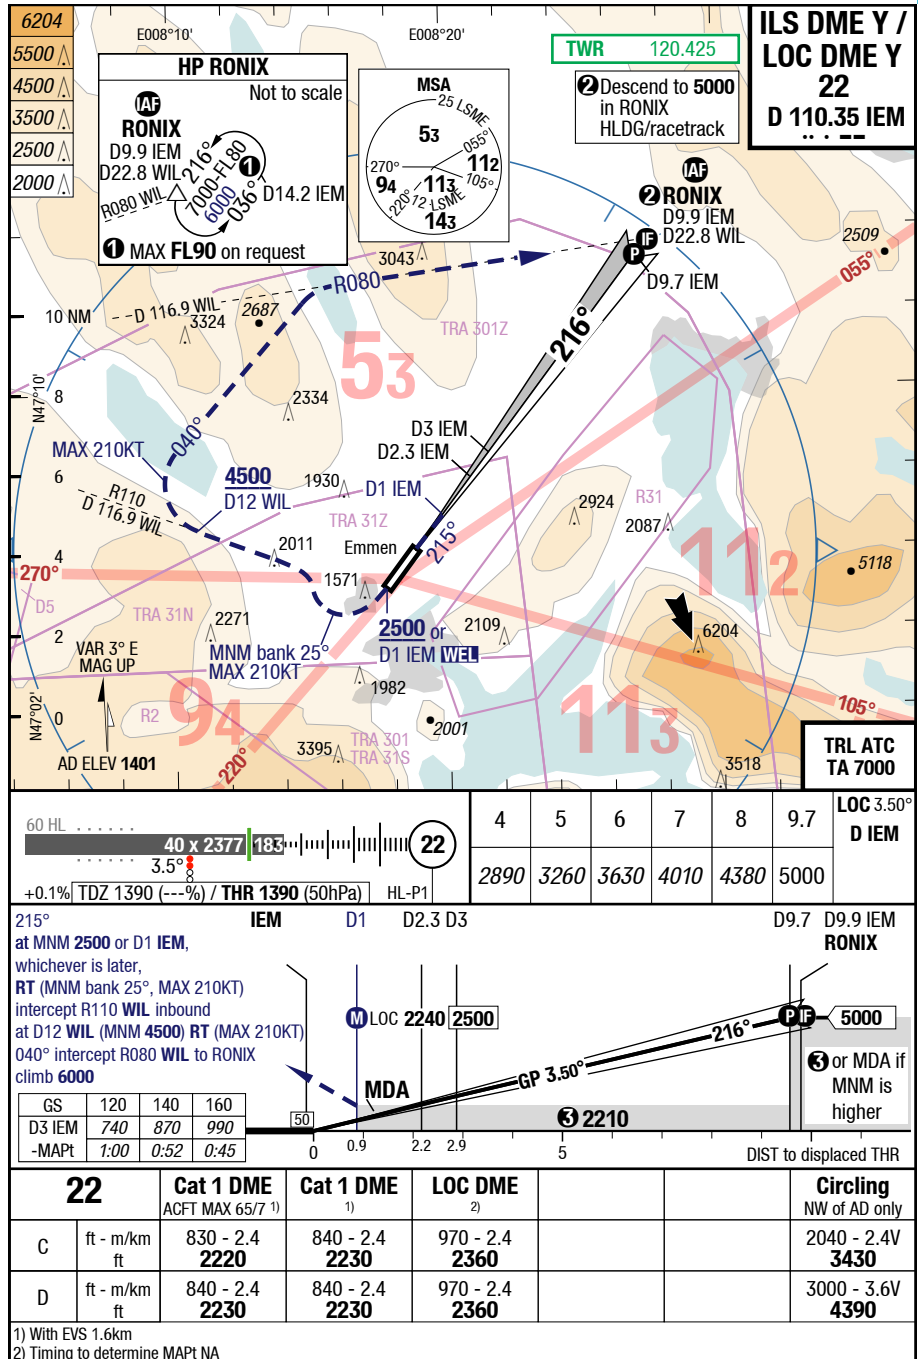 6204
5500
4500
3500
2500
2000
E008°10'
E008°20'
TWR 120.425
ILS DME Y /
LOC DME Y
22
D 110.35 IEM
HP RONIX
Not to scale
IAF
RONIX
D9.9 IEM
D22.8 WIL
R080 WIL
216°
7000-FL80
6000
036°
1
D14.2 IEM
1 MAX FL90 on request
MSA
25 LSME
53
055°
112
105°
270°
94
113
220°
12 LSME
143
2 Descend to 5000
in RONIX
HLDG/racetrack
IAF
2 RONIX
D9.9 IEM
IF D22.8 WIL
P
D9.7 IEM
2509
055°
3043
R080
D 116.9 WIL
10 NM
3324
2687
TRA 301Z
216°
53
N47°10'
8
2334
040°
D3 IEM
D2.3 IEM
MAX 210KT
6
4500
D12 WIL
1930
D1 IEM
R110
D 116.9 WIL
TRA 31Z
2924
R31
2087
215°
Emmen
2011
4
270°
1571
112
5118
D5
TRA 31N
2271
2500 or
D1 IEM WEL
2109
6204
2
VAR 3° E
MAG UP
MNM bank 25°
MAX 210KT
1982
N47°02'
0
R2
94
2001
113
105°
AD ELEV 1401
220°
3395
TRA 301
TRA 31S
3518
TRL ATC
TA 7000
60 HL
40 x 2377 183
22
3.5°
+0.1% TDZ 1390 (---%) / THR 1390 (50hPa) HL-P1
4 5 6 7 8 9.7 LOC 3.50°
D IEM
2890 3260 3630 4010 4380 5000
215°
at MNM 2500 or D1 IEM,
whichever is later,
RT (MNM bank 25°, MAX 210KT)
intercept R110 WIL inbound
at D12 WIL (MNM 4500) RT (MAX 210KT)
040° intercept R080 WIL to RONIX
climb 6000
IEM D1 D2.3 D3 D9.7 D9.9 IEM
RONIX
M LOC 2240 2500
P IF 5000
216°
GP 3.50°
MDA
3 2210
3 or MDA if
MNM is
higher
50
0 0.9 2.2 2.9 5 DIST to displaced THR
GS 120 140 160
D3 IEM 740 870 990
-MAPt 1:00 0:52 0:45
22 Cat 1 DME Cat 1 DME LOC DME Circling
ACFT MAX 65/7 1) 1) 2) NW of AD only
C ft - m/km 830 - 2.4 840 - 2.4 970 - 2.4 2040 - 2.4V
ft 2220 2230 2360 3430
D ft - m/km 840 - 2.4 840 - 2.4 970 - 2.4 3000 - 3.6V
ft 2230 2230 2360 4390
1) With EVS 1.6km
2) Timing to determine MAPt NA